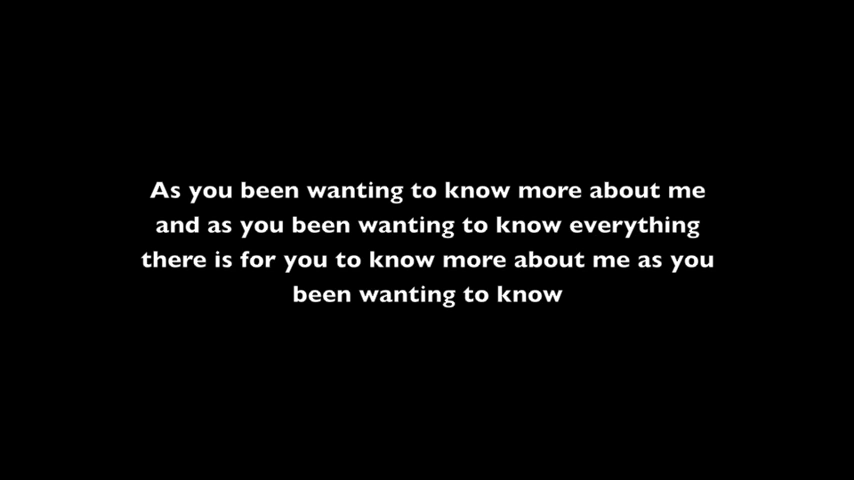 As you been wanting to know more about me
and as you been wanting to know everything
there is for you to know more about me as you
been wanting to know